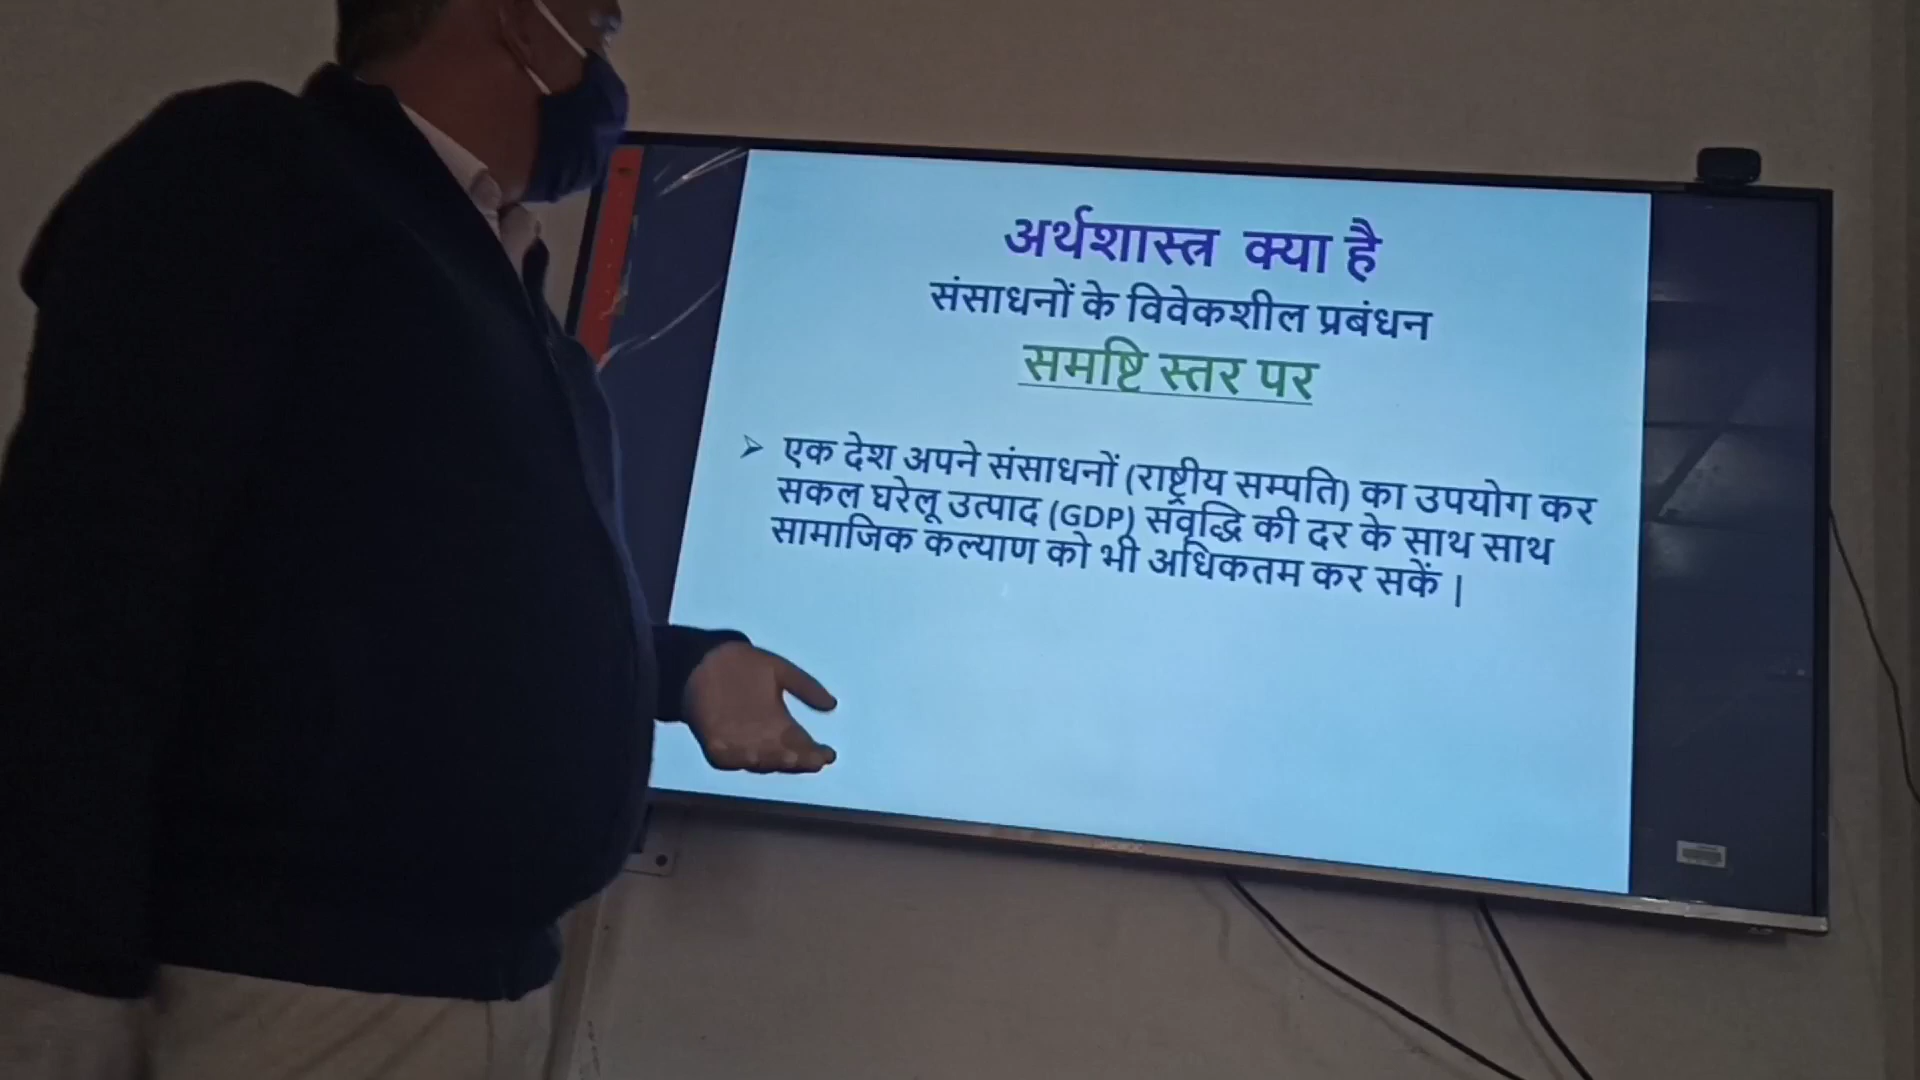 अर्थशास्त्र क्या है
संसाधनों के विवेकशील प्रबंधन
समष्टि स्तर पर
➢ एक देश अपने संसाधनों (राष्ट्रीय सम्पति) का उपयोग कर
सकल घरेलू उत्पाद (GDP) संवृद्धि की दर के साथ साथ
सामाजिक कल्याण को भी अधिकतम कर सकें |